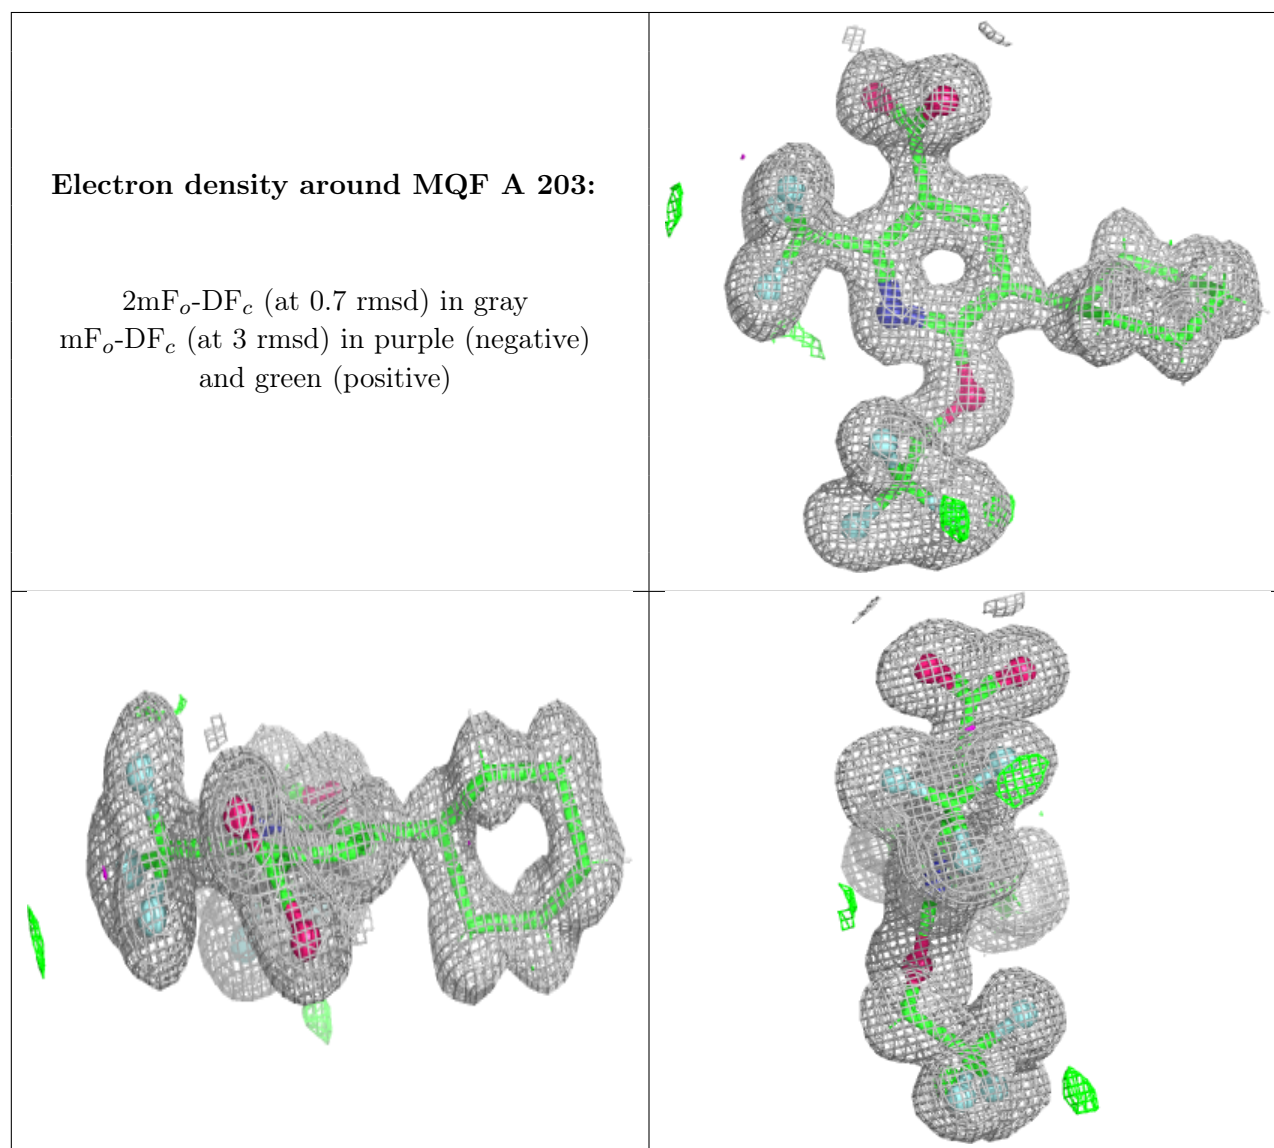 Electron density around MQF A 203:
2mFo-DFc (at 0.7 rmsd) in gray
mFo-DFc (at 3 rmsd) in purple (negative)
and green (positive)